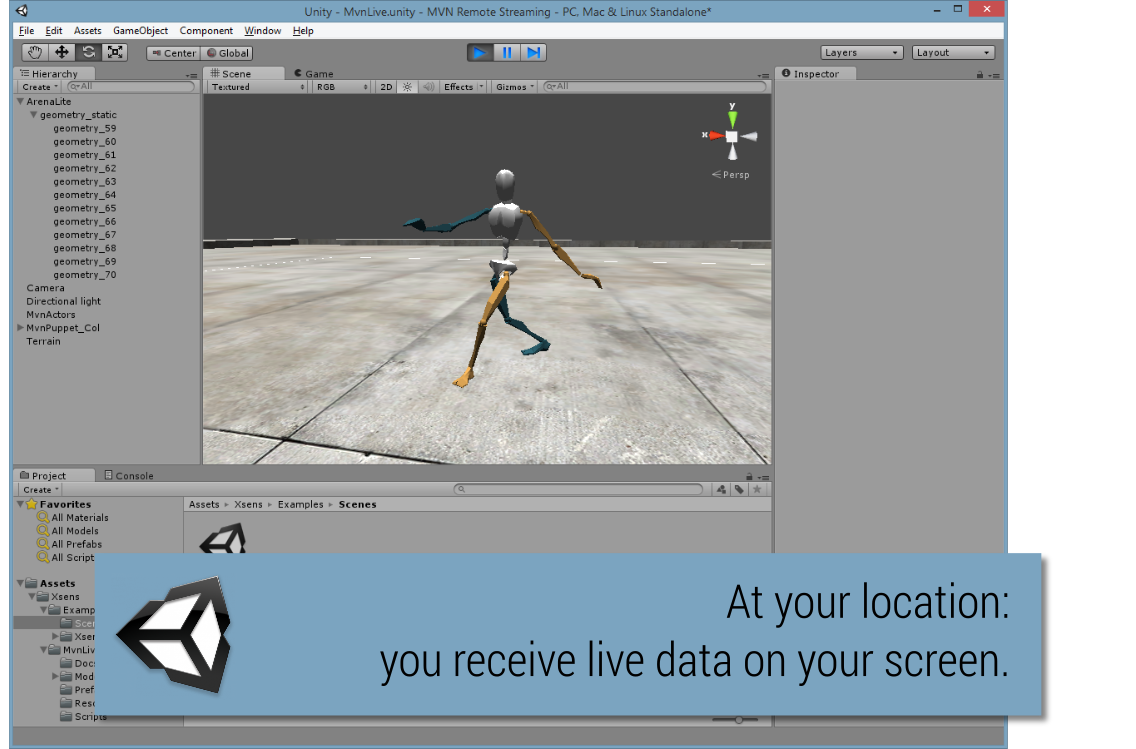 Unity - MvnLive.unity - MVN Remote Streaming - PC, Mac & Linux Standalone*
File Edit Assets GameObject Component Window Help
Center Global Layers Layout
Hierarchy
Create All
ArenaLite
geometry_static
geometry_59
geometry_60
geometry_61
geometry_62
geometry_63
geometry_64
geometry_65
geometry_66
geometry_67
geometry_68
geometry_69
geometry_70
Camera
Directional light
MvnActors
MvnPuppet_Col
Terrain
Scene Game
Textured RGB 2D Effects Gizmos All
y
x
Persp
Inspector
Project Console
Create
Favorites
All Materials
All Models
All Prefabs
All Script
Assets
Xsens
Examp
Scen
Xser
MvnLiv
Docs
Mod
Pref
Reso
Scripts
Assets Xsens Examples Scenes
At your location:
you receive live data on your screen.